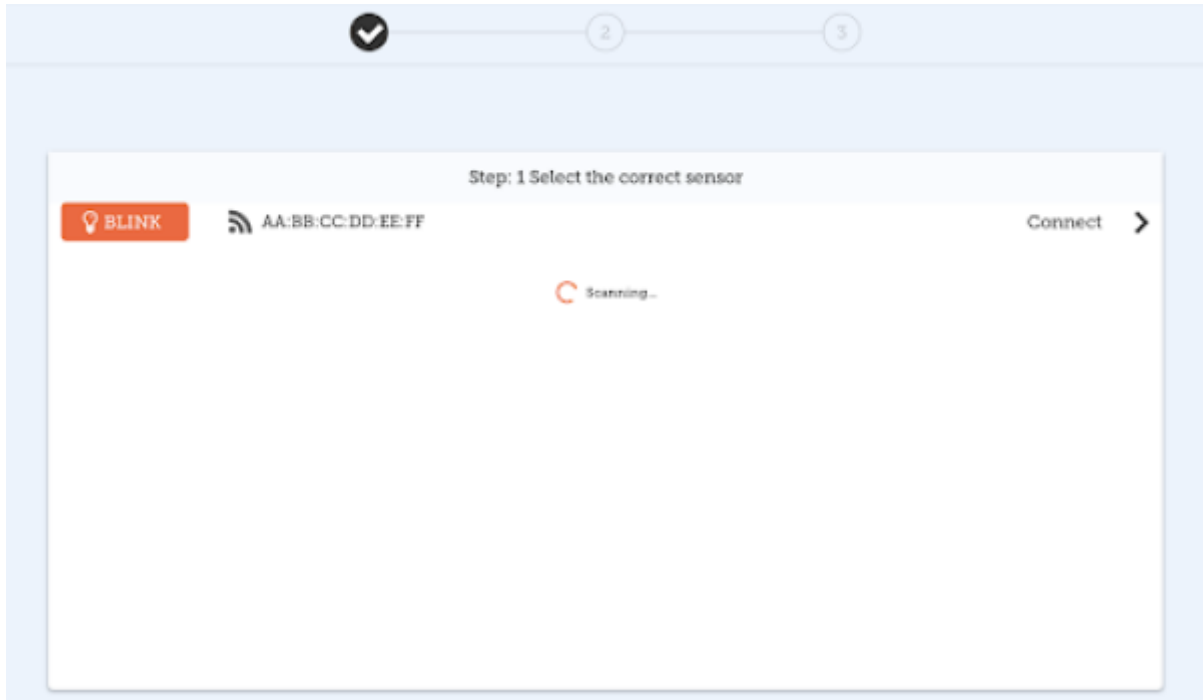 2 3
Step: 1 Select the correct sensor
BLINK AA:BB:CC:DD:EE:FF Connect
Scanning...